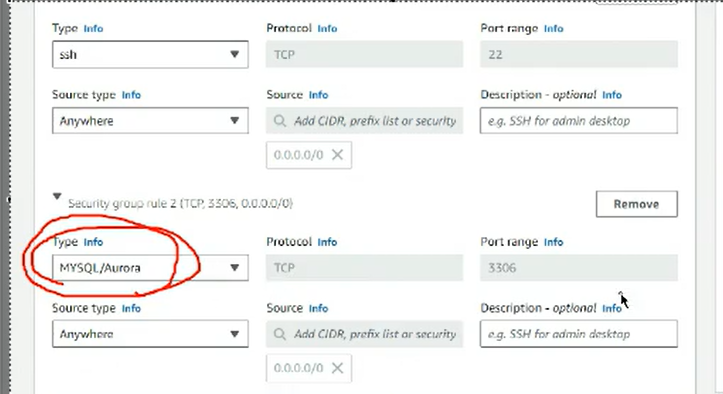 Type Info Protocol Info Port range Info
ssh TCP 22
Source type Info Source Info Description - optional Info
Anywhere Add CIDR, prefix list or security e.g. SSH for admin desktop
0.0.0.0/0
Security group rule 2 (TCP, 3306, 0.0.0.0/0) Remove
Type Info Protocol Info Port range Info
MYSQL/Aurora TCP 3306
Source type Info Source Info Description - optional Info
Anywhere Add CIDR, prefix list or security e.g. SSH for admin desktop
0.0.0.0/0